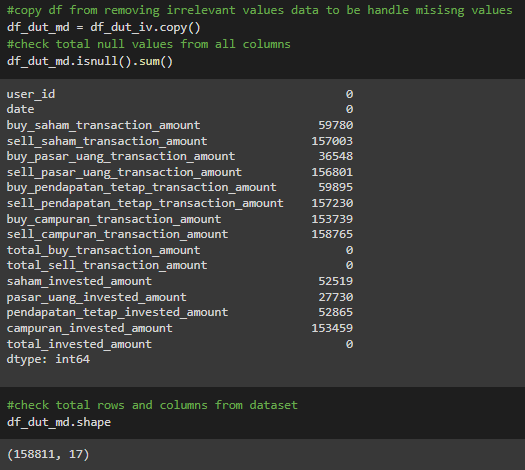 #copy df from removing irrelevant values data to be handle misisng values
df_dut_md = df_dut_iv.copy()
#check total null values from all columns
df_dut_md.isnull().sum()
user_id 0
date 0
buy_saham_transaction_amount 59780
sell_saham_transaction_amount 157003
buy_pasar_uang_transaction_amount 36548
sell_pasar_uang_transaction_amount 156801
buy_pendapatan_tetap_transaction_amount 59895
sell_pendapatan_tetap_transaction_amount 157230
buy_campuran_transaction_amount 153739
sell_campuran_transaction_amount 158765
total_buy_transaction_amount 0
total_sell_transaction_amount 0
saham_invested_amount 52519
pasar_uang_invested_amount 27730
pendapatan_tetap_invested_amount 52865
campuran_invested_amount 153459
total_invested_amount 0
dtype: int64
#check total rows and columns from dataset
df_dut_md.shape
(158811, 17)